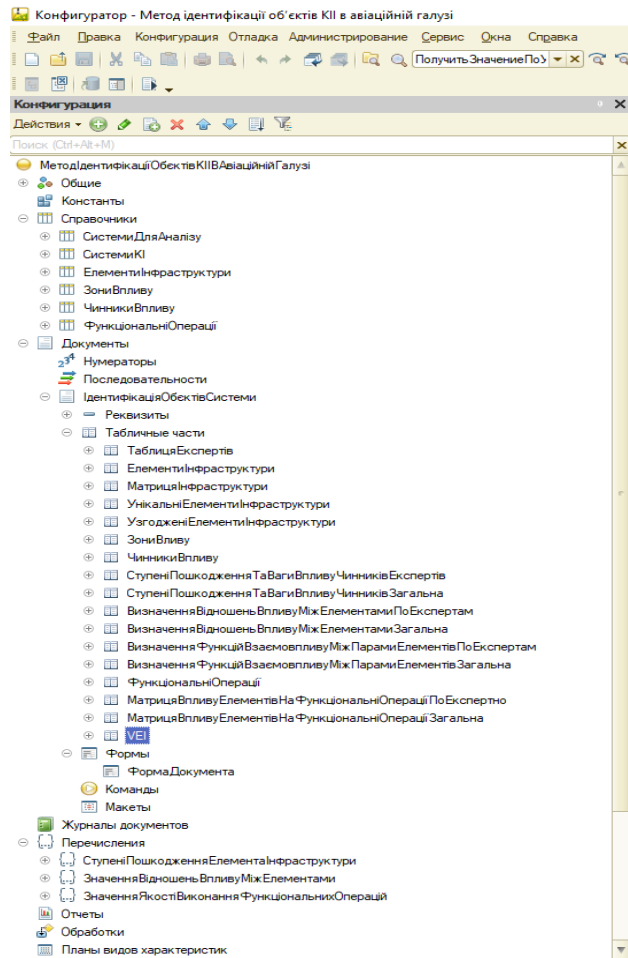 Конфигуратор - Метод ідентифікації об'єктів КІІ в авіаційній галузі
Файл Правка Конфигурация Отладка Администрирование Сервис Окна Справка
ПолучитьЗначениеПо
Конфигурация
Действия
Поиск (Ctrl+Alt+M)
МетодІдентифікаціїОбєктівКІІВАвіаційнійГалузі
Общие
Константы
Справочники
СистемиДляАналізу
СистемиКІ
ЕлементиІнфраструктури
ЗониВпливу
ЧинникиВпливу
ФункціональніОперації
Документы
Нумераторы
Последовательности
ІдентифікаціяОбєктівСистеми
Реквизиты
Табличные части
ТаблицяЕкспертів
ЕлементиІнфраструктури
МатрицяІнфраструктури
УнікальніЕлементиІнфраструктури
УзгодженіЕлементиІнфраструктури
ЗониВливу
ЧинникиВпливу
СтупеніПошкодженняТаВагиВпливуЧинниківЕкспертів
СтупеніПошкодженняТаВагиВпливуЧинниківЗагальна
ВизначенняВідношеньВпливуМіжЕлементамиПоЕкспертам
ВизначенняВідношеньВпливуМіжЕлементамиЗагальна
ВизначенняФункційВзаємовпливуМіжПарамиЕлементівПоЕкспертам
ВизначенняФункційВзаємовпливуМіжПарамиЕлементівЗагальна
ФункціональніОперації
МатрицяВпливуЕлементівНаФункціональніОпераціїПоЕкспертно
МатрицяВпливуЕлементівНаФункціональніОпераціїЗагальна
VEI
Формы
ФормаДокумента
Команды
Макеты
Журналы документов
Перечисления
СтупеніПошкодженняЕлементаІнфраструктури
ЗначенняВідношеньВпливуМіжЕлементами
ЗначенняЯкостіВиконанняФункціональнихОперацій
Отчеты
Обработки
Планы видов характеристик